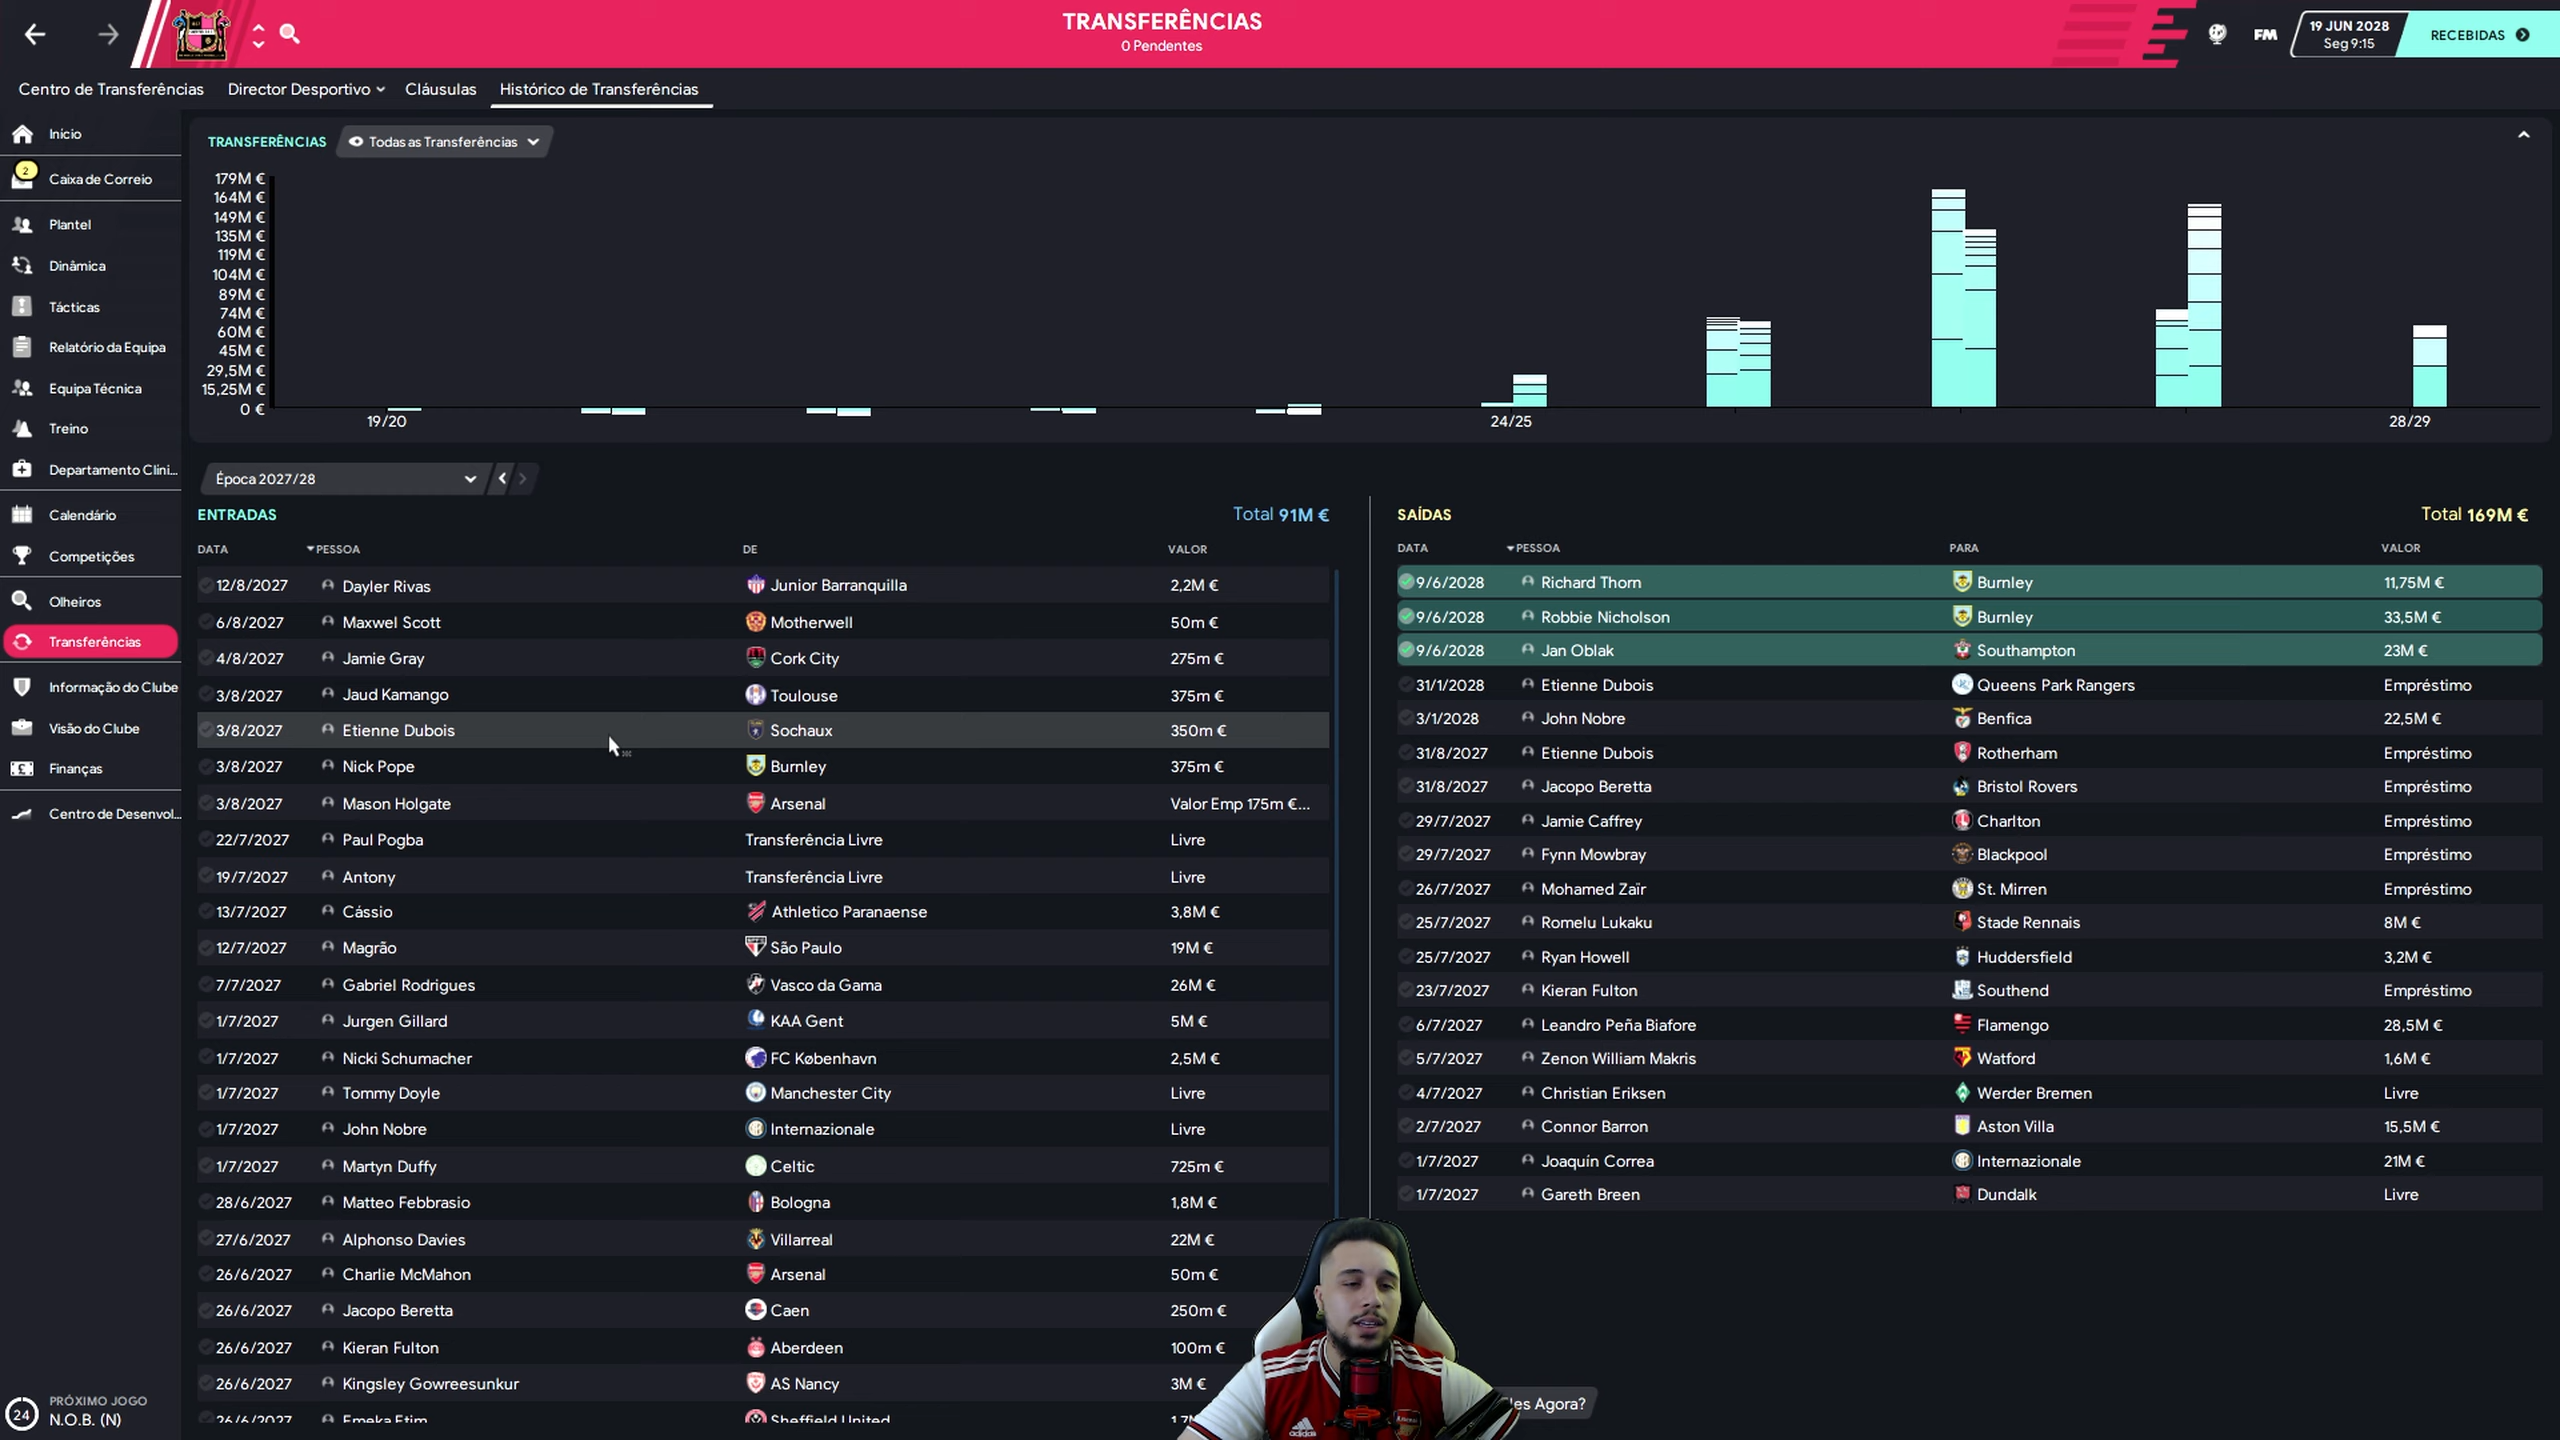 TRANSFERÊNCIAS
0 Pendentes
FM
19 JUN 2028
Seg 9:15
RECEBIDAS
Centro de Transferências
Director Desportivo
Cláusulas
Histórico de Transferências
Início
2
Caixa de Correio
Plantel
Dinâmica
Tácticas
Relatório da Equipa
Equipa Técnica
Treino
Departamento Clíni...
Calendário
Competições
Olheiros
Transferências
Informação do Clube
Visão do Clube
Finanças
Centro de Desenvol...
24
PRÓXIMO JOGO
N.O.B. (N)
TRANSFERÊNCIAS
Todas as Transferências
179M €
164M €
149M €
135M €
119M €
104M €
89M €
74M €
60M €
45M €
29,5M €
15,25M €
0 €
19/20
24/25
28/29
Época 2027/28
ENTRADAS
Total 91M €
DATA PESSOA DE VALOR
12/8/2027 Dayler Rivas Junior Barranquilla 2,2M €
6/8/2027 Maxwel Scott Motherwell 50m €
4/8/2027 Jamie Gray Cork City 275m €
3/8/2027 Jaud Kamango Toulouse 375m €
3/8/2027 Etienne Dubois Sochaux 350m €
3/8/2027 Nick Pope Burnley 375m €
3/8/2027 Mason Holgate Arsenal Valor Emp 175m €...
22/7/2027 Paul Pogba Transferência Livre Livre
19/7/2027 Antony Transferência Livre Livre
13/7/2027 Cássio Athletico Paranaense 3,8M €
12/7/2027 Magrão São Paulo 19M €
7/7/2027 Gabriel Rodrigues Vasco da Gama 26M €
1/7/2027 Jurgen Gillard KAA Gent 5M €
1/7/2027 Nicki Schumacher FC København 2,5M €
1/7/2027 Tommy Doyle Manchester City Livre
1/7/2027 John Nobre Internazionale Livre
1/7/2027 Martyn Duffy Celtic 725m €
28/6/2027 Matteo Febbrasio Bologna 1,8M €
27/6/2027 Alphonso Davies Villarreal 22M €
26/6/2027 Charlie McMahon Arsenal 50m €
26/6/2027 Jacopo Beretta Caen 250m €
26/6/2027 Kieran Fulton Aberdeen 100m €
26/6/2027 Kingsley Gowreesunkur AS Nancy 3M €
26/6/2027 Emeka Etim Sheffield United
SAÍDAS
Total 169M €
DATA PESSOA PARA VALOR
9/6/2028 Richard Thorn Burnley 11,75M €
9/6/2028 Robbie Nicholson Burnley 33,5M €
9/6/2028 Jan Oblak Southampton 23M €
31/1/2028 Etienne Dubois Queens Park Rangers Empréstimo
3/1/2028 John Nobre Benfica 22,5M €
31/8/2027 Etienne Dubois Rotherham Empréstimo
31/8/2027 Jacopo Beretta Bristol Rovers Empréstimo
29/7/2027 Jamie Caffrey Charlton Empréstimo
29/7/2027 Fynn Mowbray Blackpool Empréstimo
26/7/2027 Mohamed Zaïr St. Mirren Empréstimo
25/7/2027 Romelu Lukaku Stade Rennais 8M €
25/7/2027 Ryan Howell Huddersfield 3,2M €
23/7/2027 Kieran Fulton Southend Empréstimo
6/7/2027 Leandro Peña Biafore Flamengo 28,5M €
5/7/2027 Zenon William Makris Watford 1,6M €
4/7/2027 Christian Eriksen Werder Bremen Livre
2/7/2027 Connor Barron Aston Villa 15,5M €
1/7/2027 Joaquín Correa Internazionale 21M €
1/7/2027 Gareth Breen Dundalk Livre
Agora?
adidas